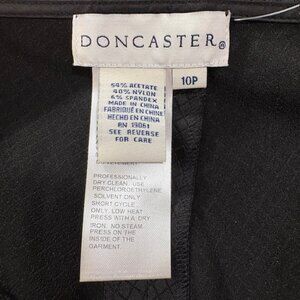 DONCASTER®
10P
54% ACETATE
40% NYLON
6% SPANDEX
MADE IN CHINA
FABRIQUÉ EN CHINE
HECHO EN CHINA
RN 19061
SEE REVERSE
FOR CARE
PROFESSIONALLY
DRY CLEAN. USE
PERCHLOROETHYLENE
SOLVENT ONLY
SHORT CYCLE
ONLY. LOW HEAT
PRESS WITH A DRY
IRON. NO STEAM.
PRESS ON THE
INSIDE OF THE
GARMENT.